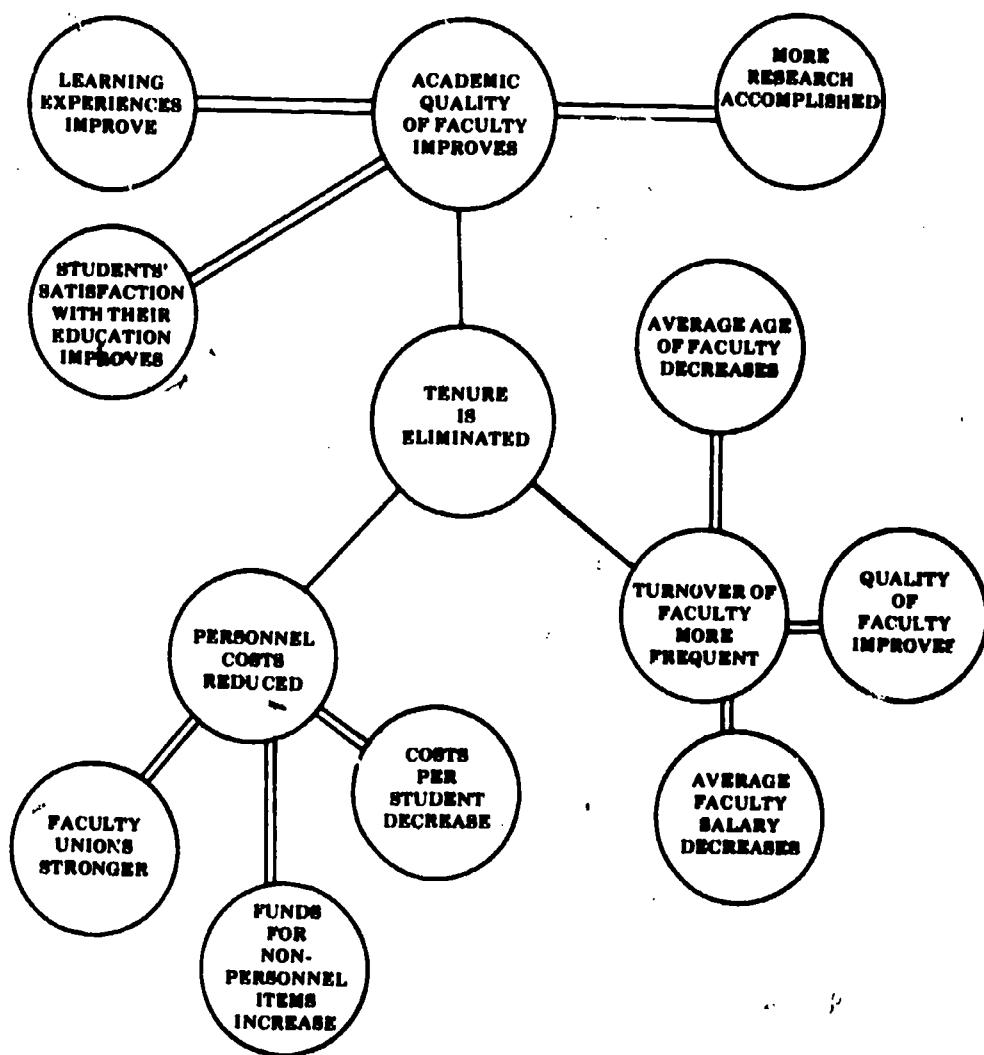 LEARNING
EXPERIENCES
IMPROVE
ACADEMIC
QUALITY
OF FACULTY
IMPROVES
MORE
RESEARCH
ACCOMPLISHED
STUDENTS'
SATISFACTION
WITH THEIR
EDUCATION
IMPROVES
AVERAGE AGE
OF FACULTY
DECREASES
TENURE
IS
ELIMINATED
TURNOVER OF
FACULTY
MORE
FREQUENT
QUALITY
OF
FACULTY
IMPROVES
PERSONNEL
COSTS
REDUCED
COSTS
PER
STUDENT
DECREASE
AVERAGE
FACULTY
SALARY
DECREASES
FACULTY
UNIONS
STRONGER
FUNDS
FOR
NON-
PERSONNEL
ITEMS
INCREASE